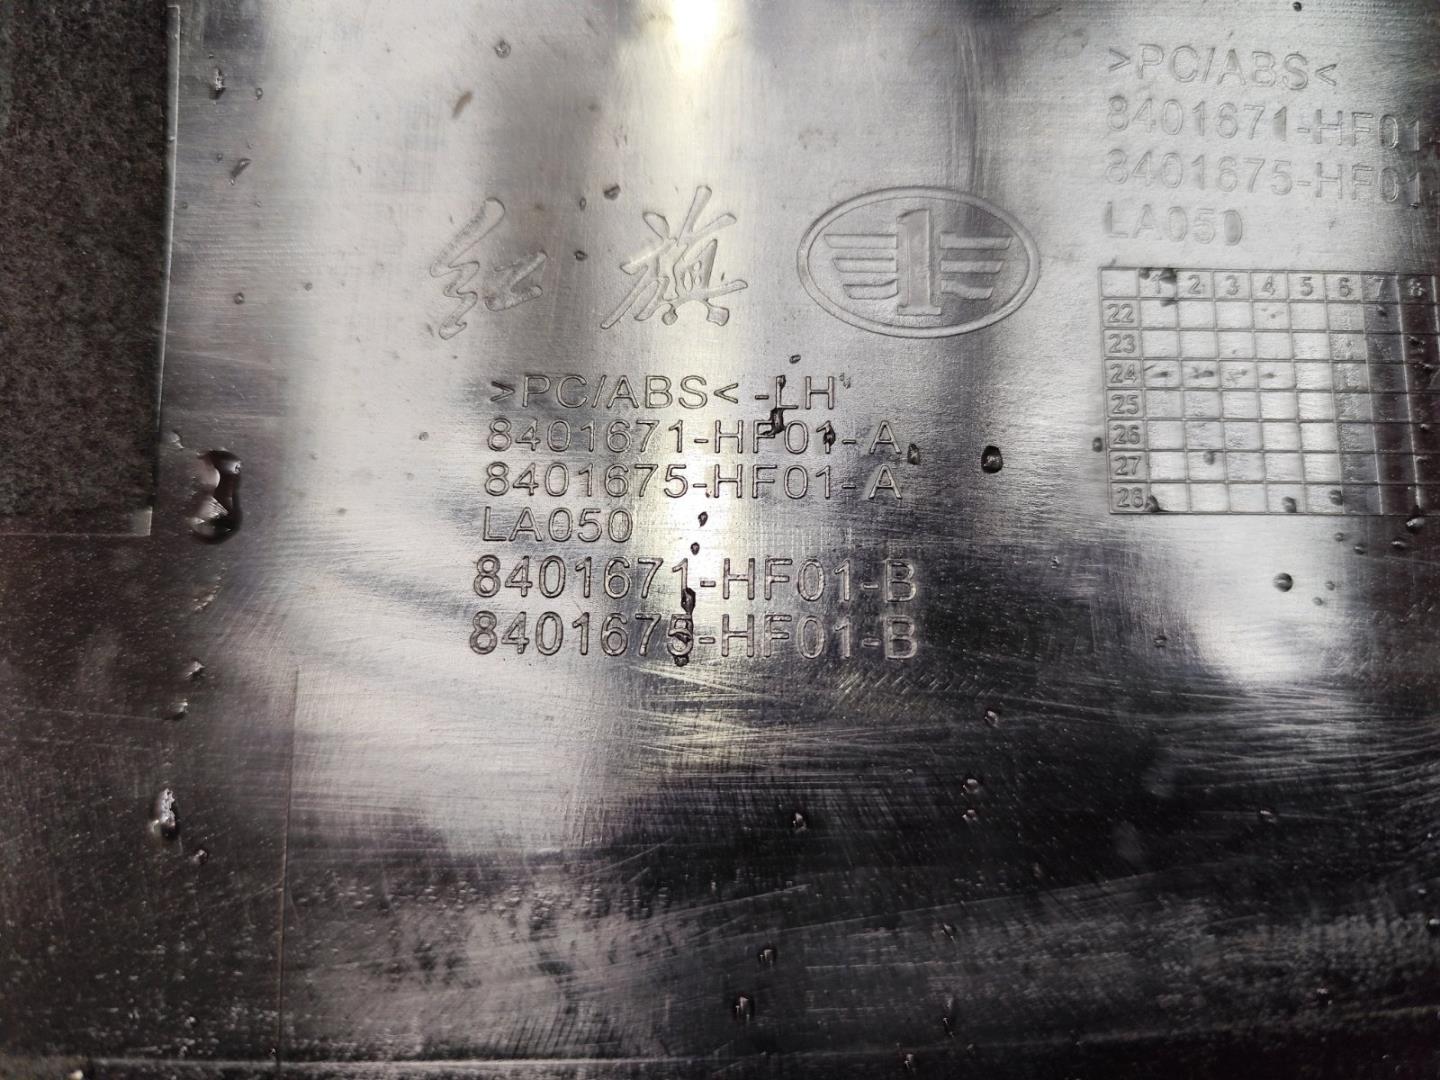 红旗
1
>PC/ABS< -LH
8401671-HF01-A
8401675-HF01-A
LA050
8401671-HF01-B
8401675-HF01-B
>PC/ABS<
8401671-HF01
8401675-HF01
LA050
1 2 3 4 5 6 7 8
22
23
24
25
26
27
28